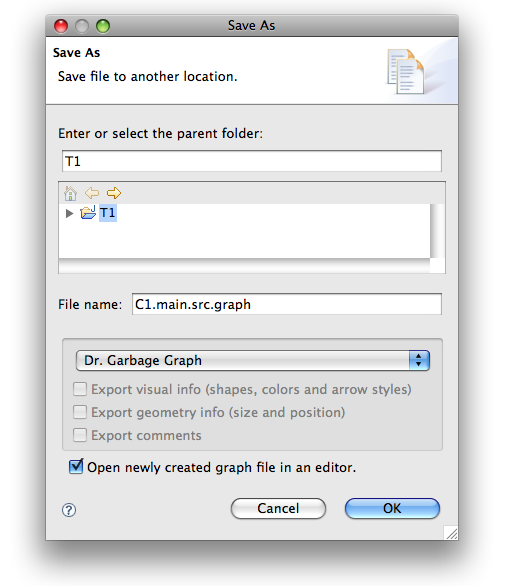 Save As
Save As
Save file to another location.
Enter or select the parent folder:
T1
T1
File name: C1.main.src.graph
Dr. Garbage Graph
Export visual info (shapes, colors and arrow styles)
Export geometry info (size and position)
Export comments
Open newly created graph file in an editor.
?
Cancel OK